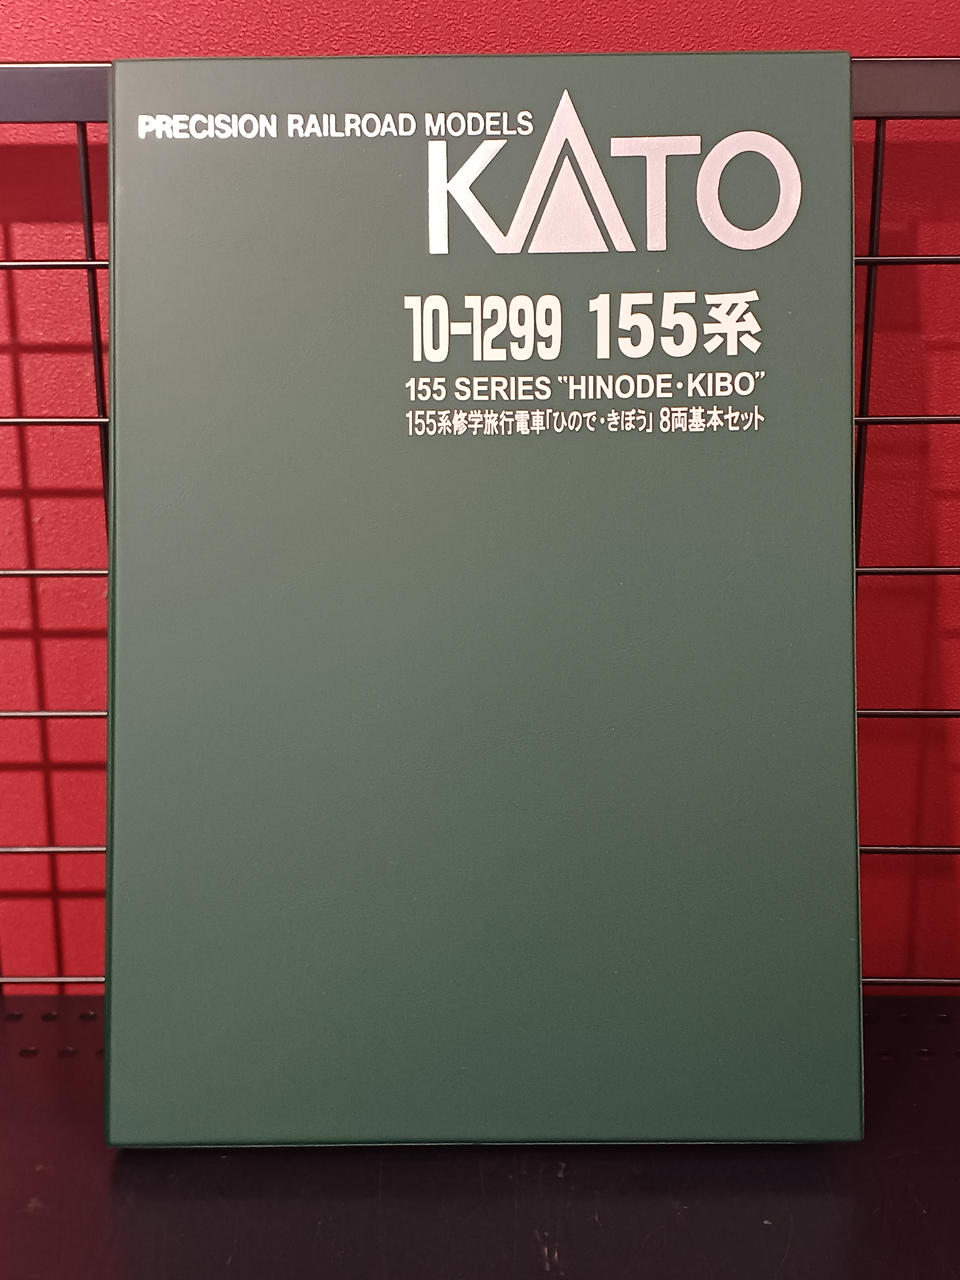 PRECISION RAILROAD MODELS
KATO
10-1299 155系
155 SERIES "HINODE・KIBO"
155系修学旅行電車｢ひので・きぼう｣ 8両基本セット